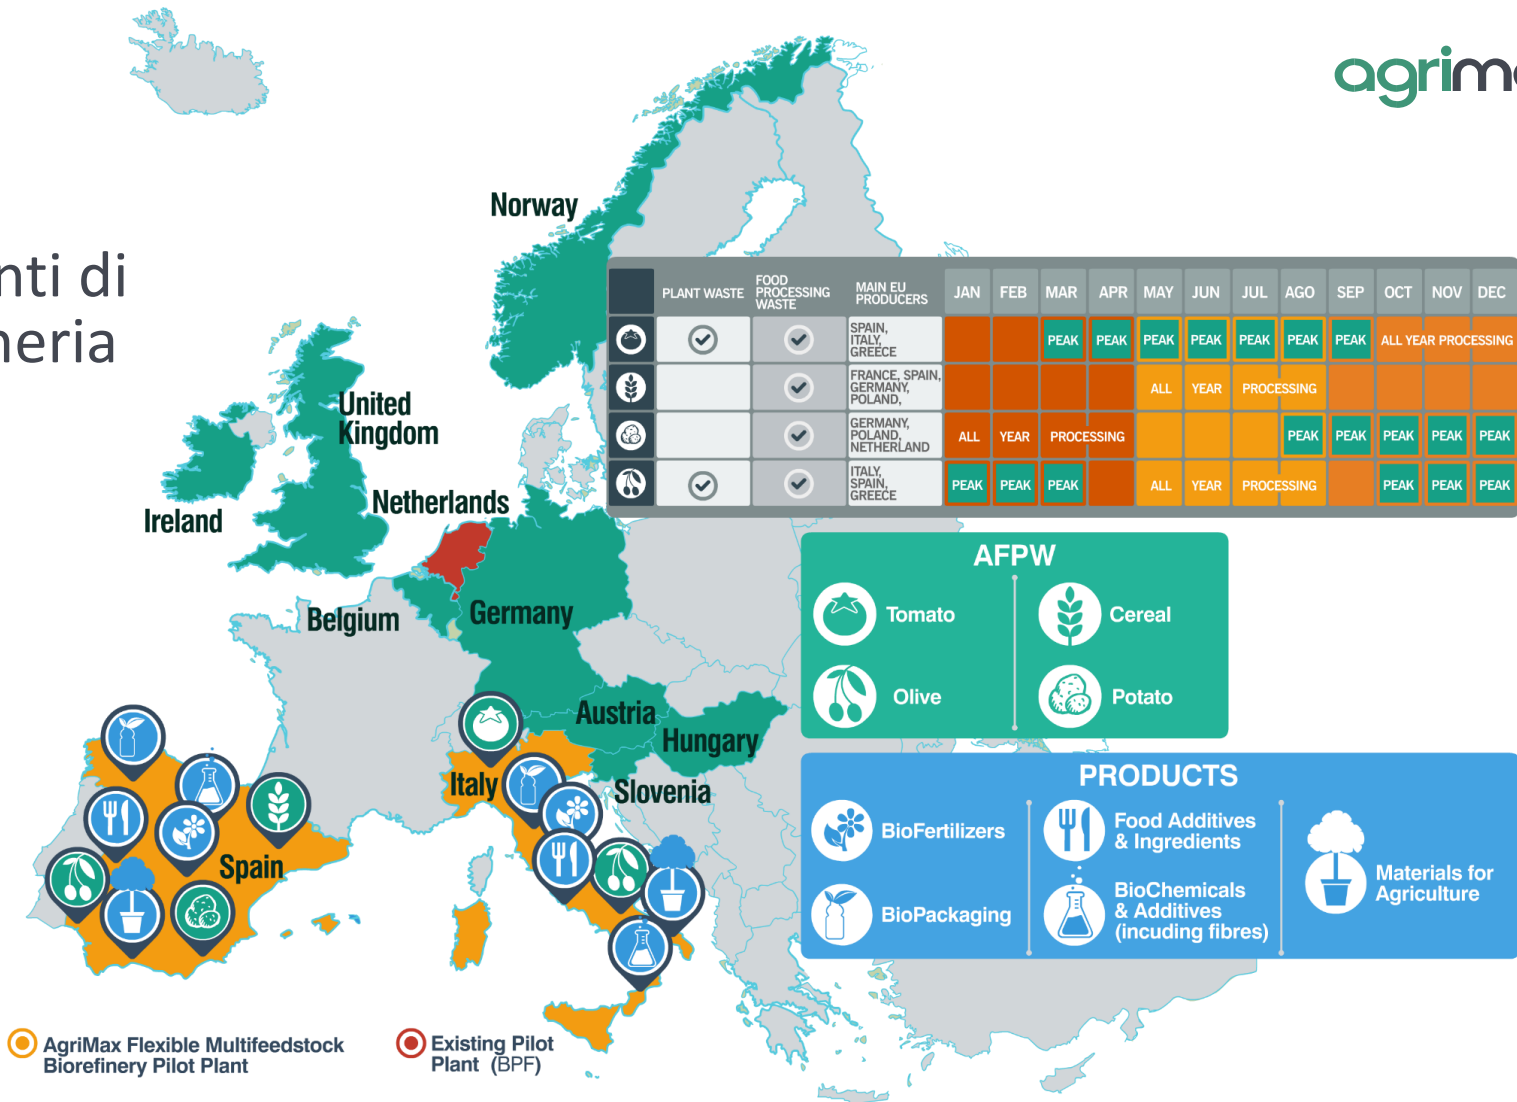 agrim
nti di
neria
Norway
United
Kingdom
Ireland
Netherlands
Belgium
Germany
Austria
Hungary
Slovenia
Italy
Spain
PLANT WASTE
FOOD
PROCESSING
WASTE
MAIN EU
PRODUCERS
JAN FEB MAR APR MAY JUN JUL AGO SEP OCT NOV DEC
SPAIN,
ITALY,
GREECE
PEAK PEAK PEAK PEAK PEAK PEAK PEAK ALL YEAR PROCESSING
FRANCE, SPAIN,
GERMANY,
POLAND,
ALL YEAR PROCESSING
GERMANY,
POLAND,
NETHERLAND
ALL YEAR PROCESSING PEAK PEAK PEAK PEAK PEAK
ITALY,
SPAIN,
GREECE
PEAK PEAK PEAK ALL YEAR PROCESSING PEAK PEAK PEAK
AFPW
Tomato
Cereal
Olive
Potato
PRODUCTS
BioFertilizers
Food Additives
& Ingredients
BioPackaging
BioChemicals
& Additives
(incuding fibres)
Materials for
Agriculture
AgriMax Flexible Multifeedstock
Biorefinery Pilot Plant
Existing Pilot
Plant (BPF)